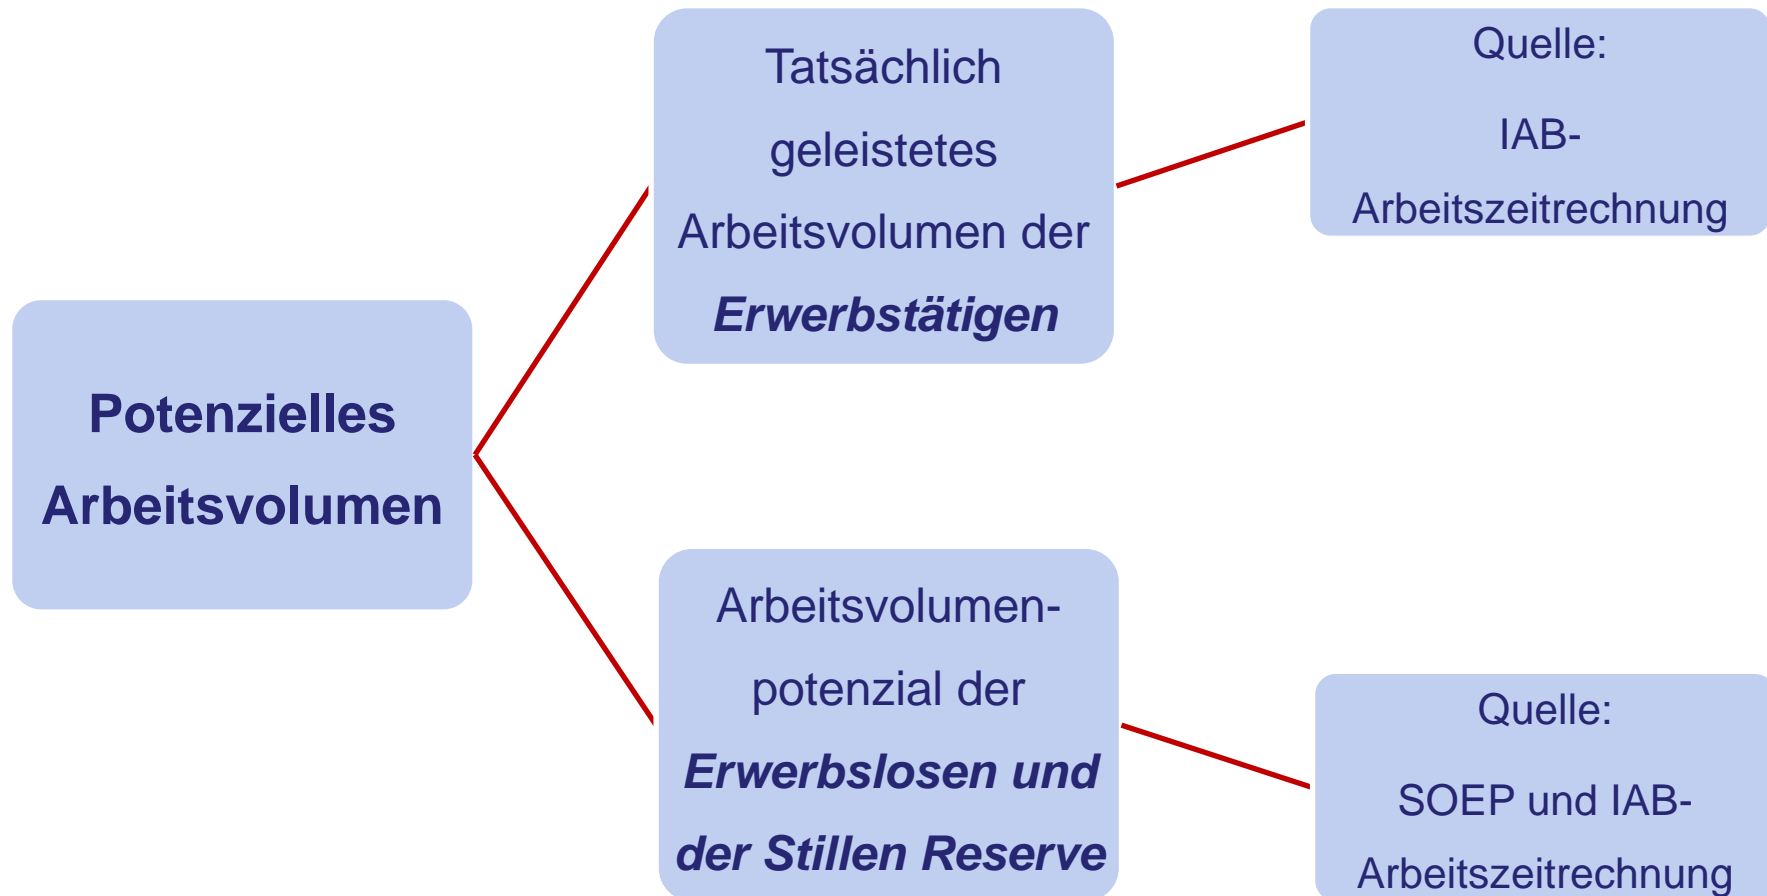 Potenzielles
Arbeitsvolumen
Tatsächlich
geleistetes
Arbeitsvolumen der
Erwerbstätigen
Quelle:
IAB-
Arbeitszeitrechnung
Arbeitsvolumen-
potenzial der
Erwerbslosen und
der Stillen Reserve
Quelle:
SOEP und IAB-
Arbeitszeitrechnung